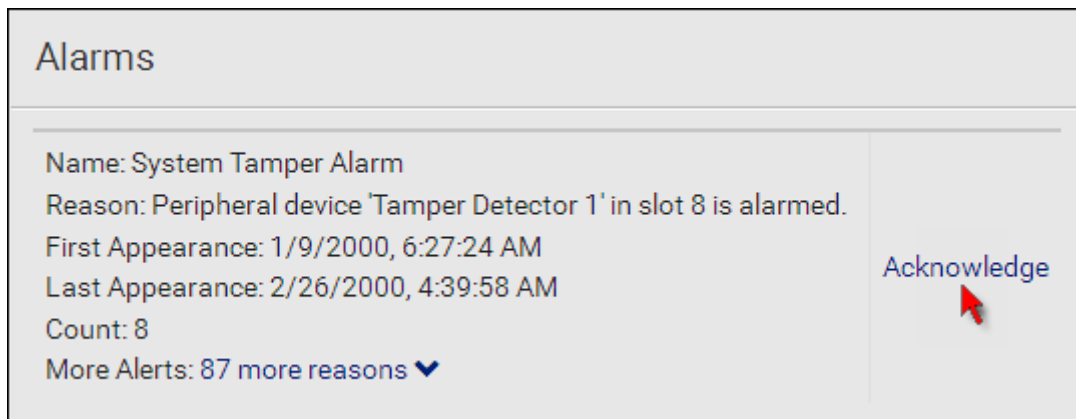 Alarms
Name: System Tamper Alarm
Reason: Peripheral device 'Tamper Detector 1' in slot 8 is alarmed.
First Appearance: 1/9/2000, 6:27:24 AM
Last Appearance: 2/26/2000, 4:39:58 AM
Count: 8
More Alerts: 87 more reasons
Acknowledge